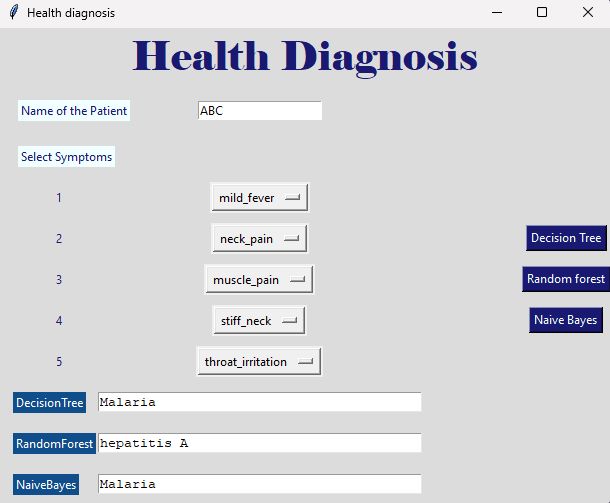 Health diagnosis
Health Diagnosis
Name of the Patient ABC
Select Symptoms
1 mild_fever
2 neck_pain Decision Tree
3 muscle_pain Random forest
4 stiff_neck Naive Bayes
5 throat_irritation
DecisionTree Malaria
RandomForest hepatitis A
NaiveBayes Malaria